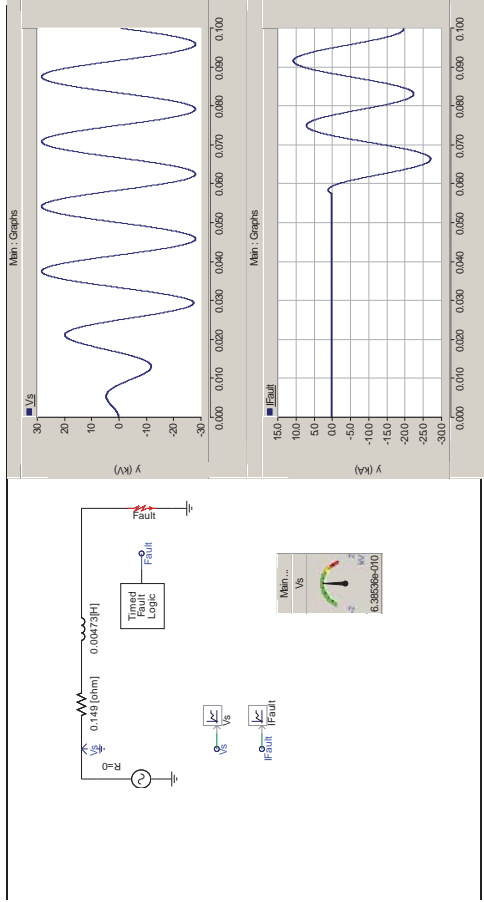 R=0
Vs
0.149 [ohm]
0.00473[H]
Fault
Timed
Fault
Logic
Fault
Vs
Vs
IFault
IFault
Main ...
Vs
-2
2
kV
6.38536e-010
Main : Graphs
Vs
30
20
10
0
-10
-20
-30
y (kV)
0.000 0.010 0.020 0.030 0.040 0.050 0.060 0.070 0.080 0.090 0.100
Main : Graphs
IFault
15.0
10.0
5.0
0.0
-5.0
-10.0
-15.0
-20.0
-25.0
-30.0
y (kA)
0.000 0.010 0.020 0.030 0.040 0.050 0.060 0.070 0.080 0.090 0.100